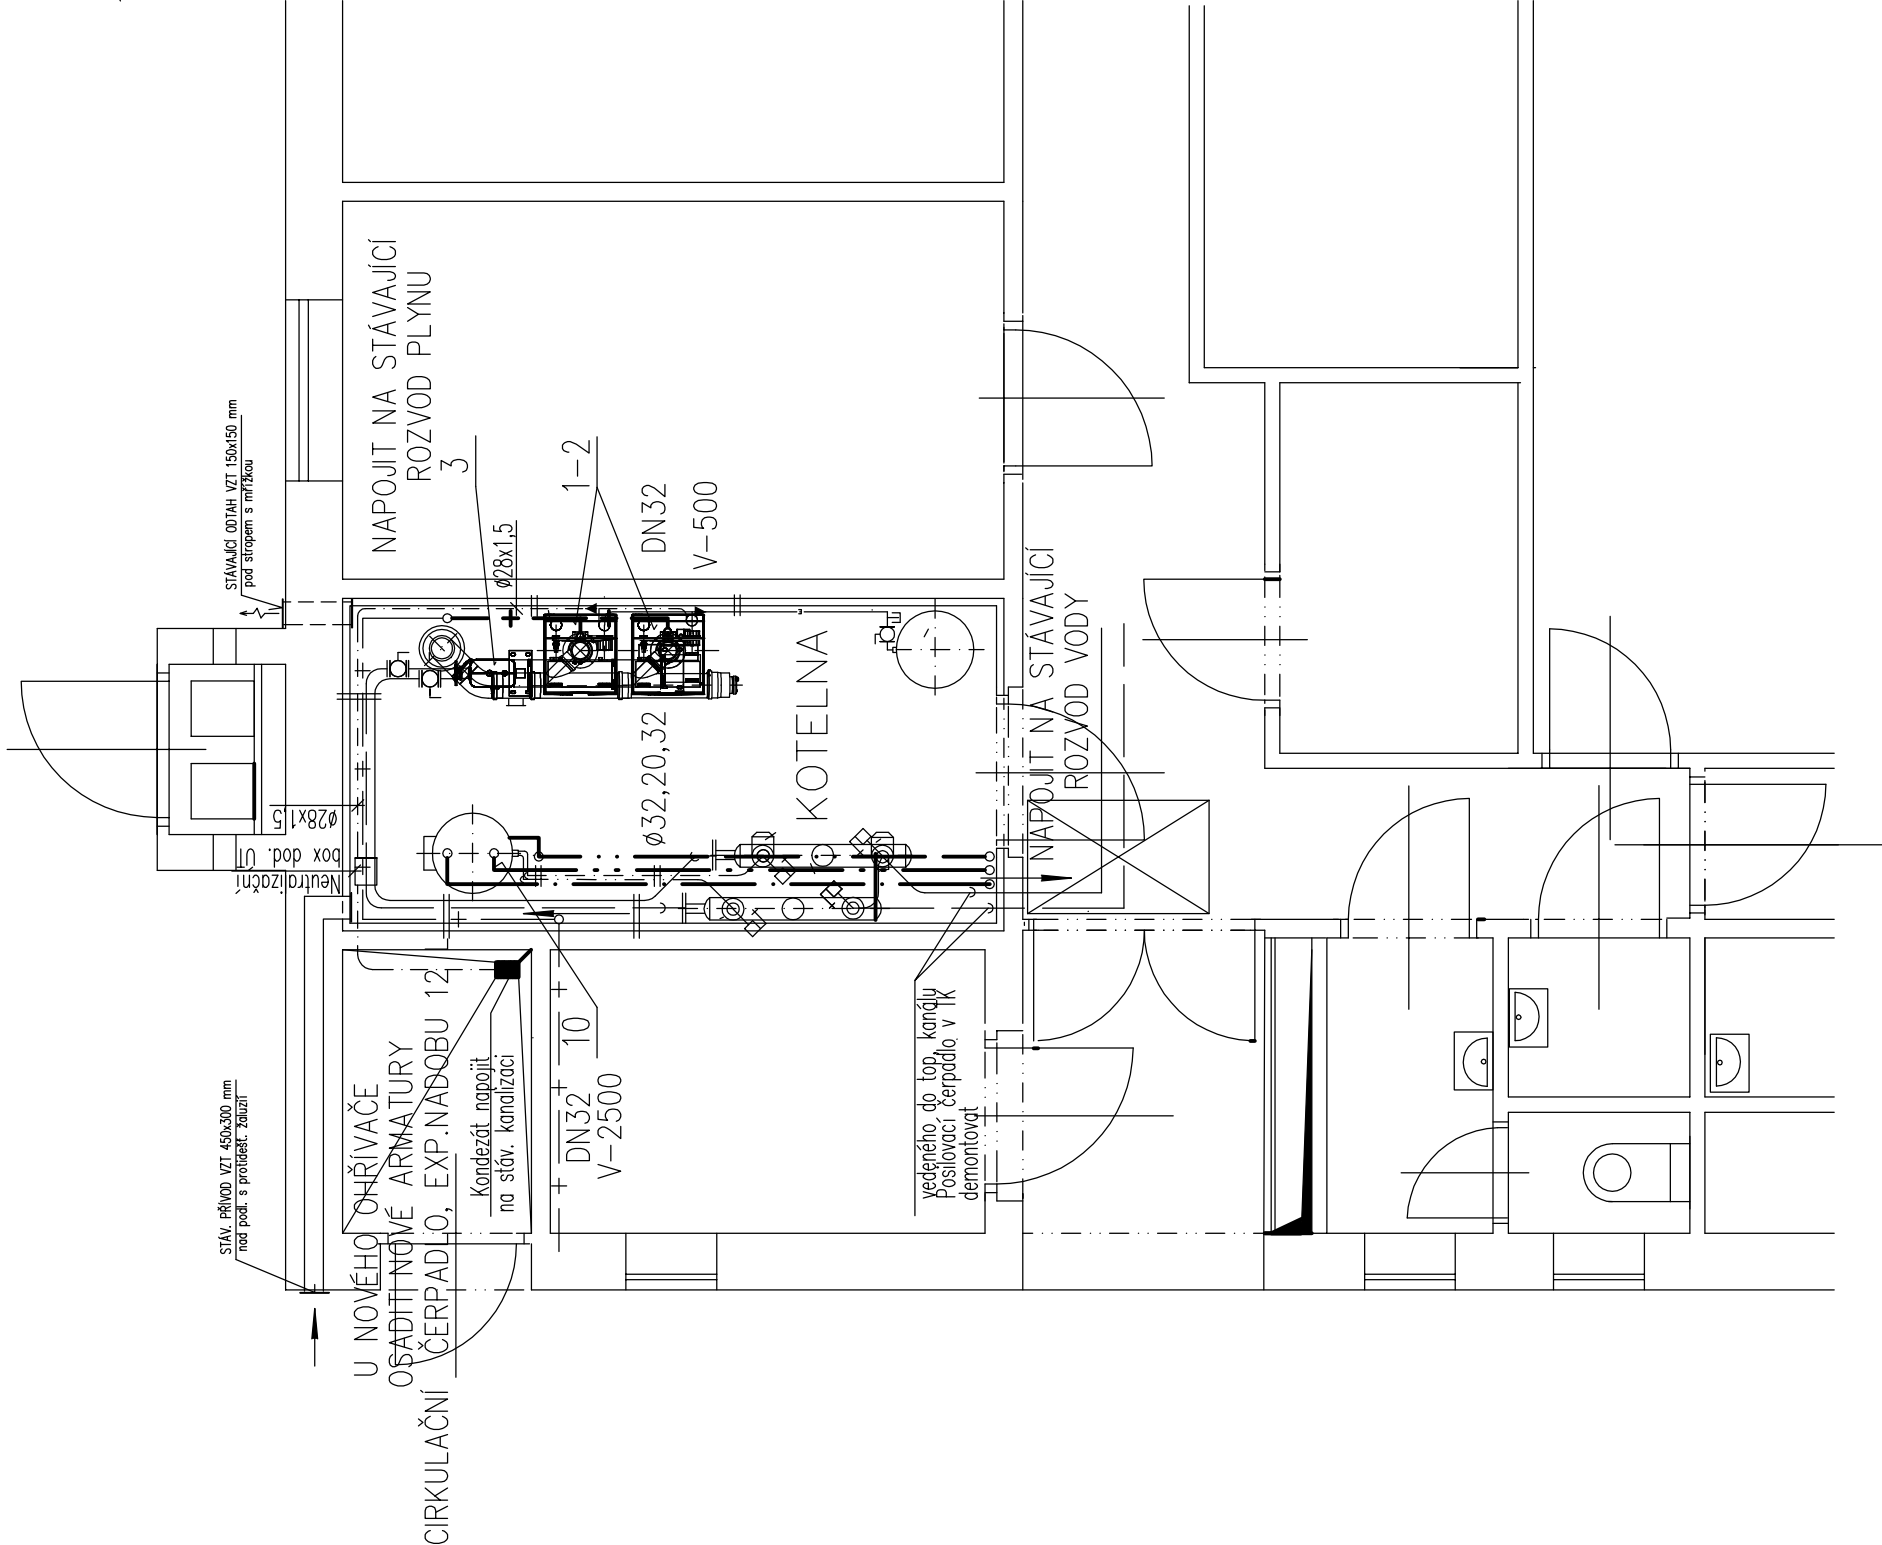 STÁVAJÍCÍ ODTAH VZT 150x150 mm
pod stropem s mřížkou
NAPOJIT NA STÁVAJÍCÍ
ROZVOD PLYNU
3
ø28x1,5
1-2
DN32
V-500
KOTELNA
ø32,20,32
NAPOJIT NA STÁVAJÍCÍ
ROZVOD VODY
ø28x1,5
Neutralizační
box dod. ÚT
STÁV. PŘÍVOD VZT 450x300 mm
nad podl. s protidešť. žaluzií
U NOVÉHO OHŘÍVAČE
OSADIT NOVÉ ARMATURY
CIRKULAČNÍ ČERPADLO, EXP.NÁDOBU 12
Kondezát napojit
na stáv. kanalizaci
10
DN32
V-2500
vedeného do top. kanálu
Posilovací čerpadlo v TK
demontovat